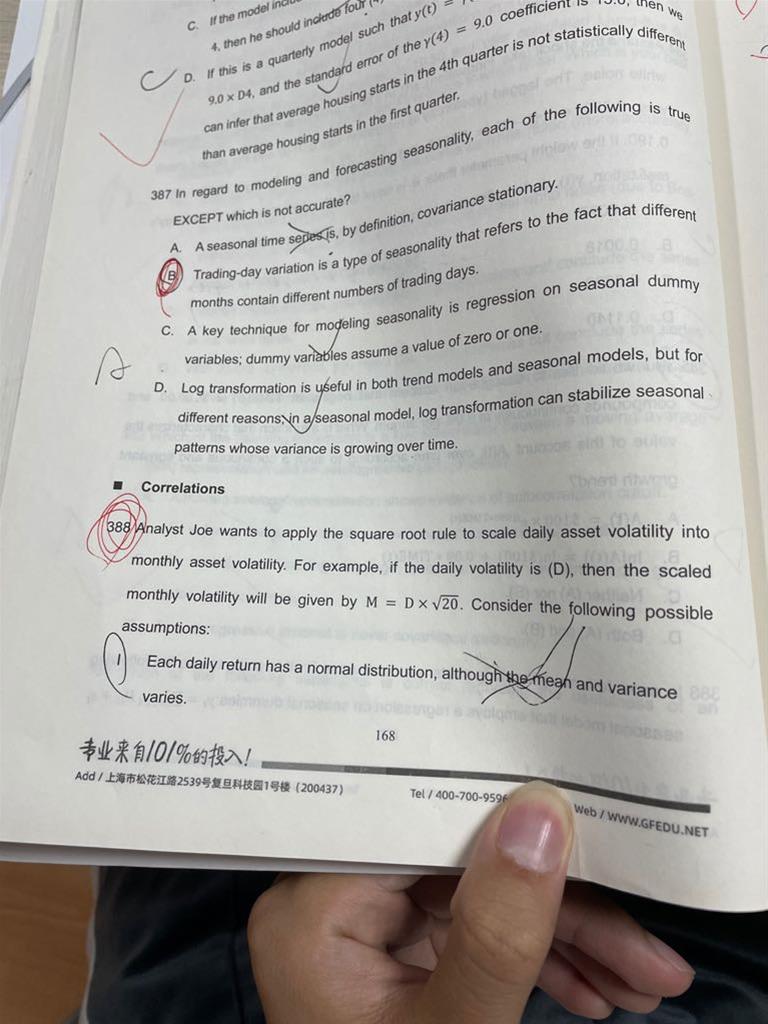 C. If the model
4, then he should include four
D. If this is a quarterly model such that y(t) =
9.0 × D4, and the standard error of the γ(4) = 9.0 coefficient is 15.0, then we
can infer that average housing starts in the 4th quarter is not statistically different
than average housing starts in the first quarter.
C
387 In regard to modeling and forecasting seasonality, each of the following is true
EXCEPT which is not accurate?
A. A seasonal time series is, by definition, covariance stationary.
B Trading-day variation is a type of seasonality that refers to the fact that different
months contain different numbers of trading days.
C. A key technique for modeling seasonality is regression on seasonal dummy
variables; dummy variables assume a value of zero or one.
A
D. Log transformation is useful in both trend models and seasonal models, but for
different reasons; in a seasonal model, log transformation can stabilize seasonal
patterns whose variance is growing over time.
■ Correlations
388 Analyst Joe wants to apply the square root rule to scale daily asset volatility into
monthly asset volatility. For example, if the daily volatility is (D), then the scaled
monthly volatility will be given by M = D × √20. Consider the following possible
assumptions:
I Each daily return has a normal distribution, although the mean and variance
varies.
168
专业来自101%的投入!
Add / 上海市松花江路2539号复旦科技园1号楼 (200437)
Tel / 400-700-9596
Web / WWW.GFEDU.NET